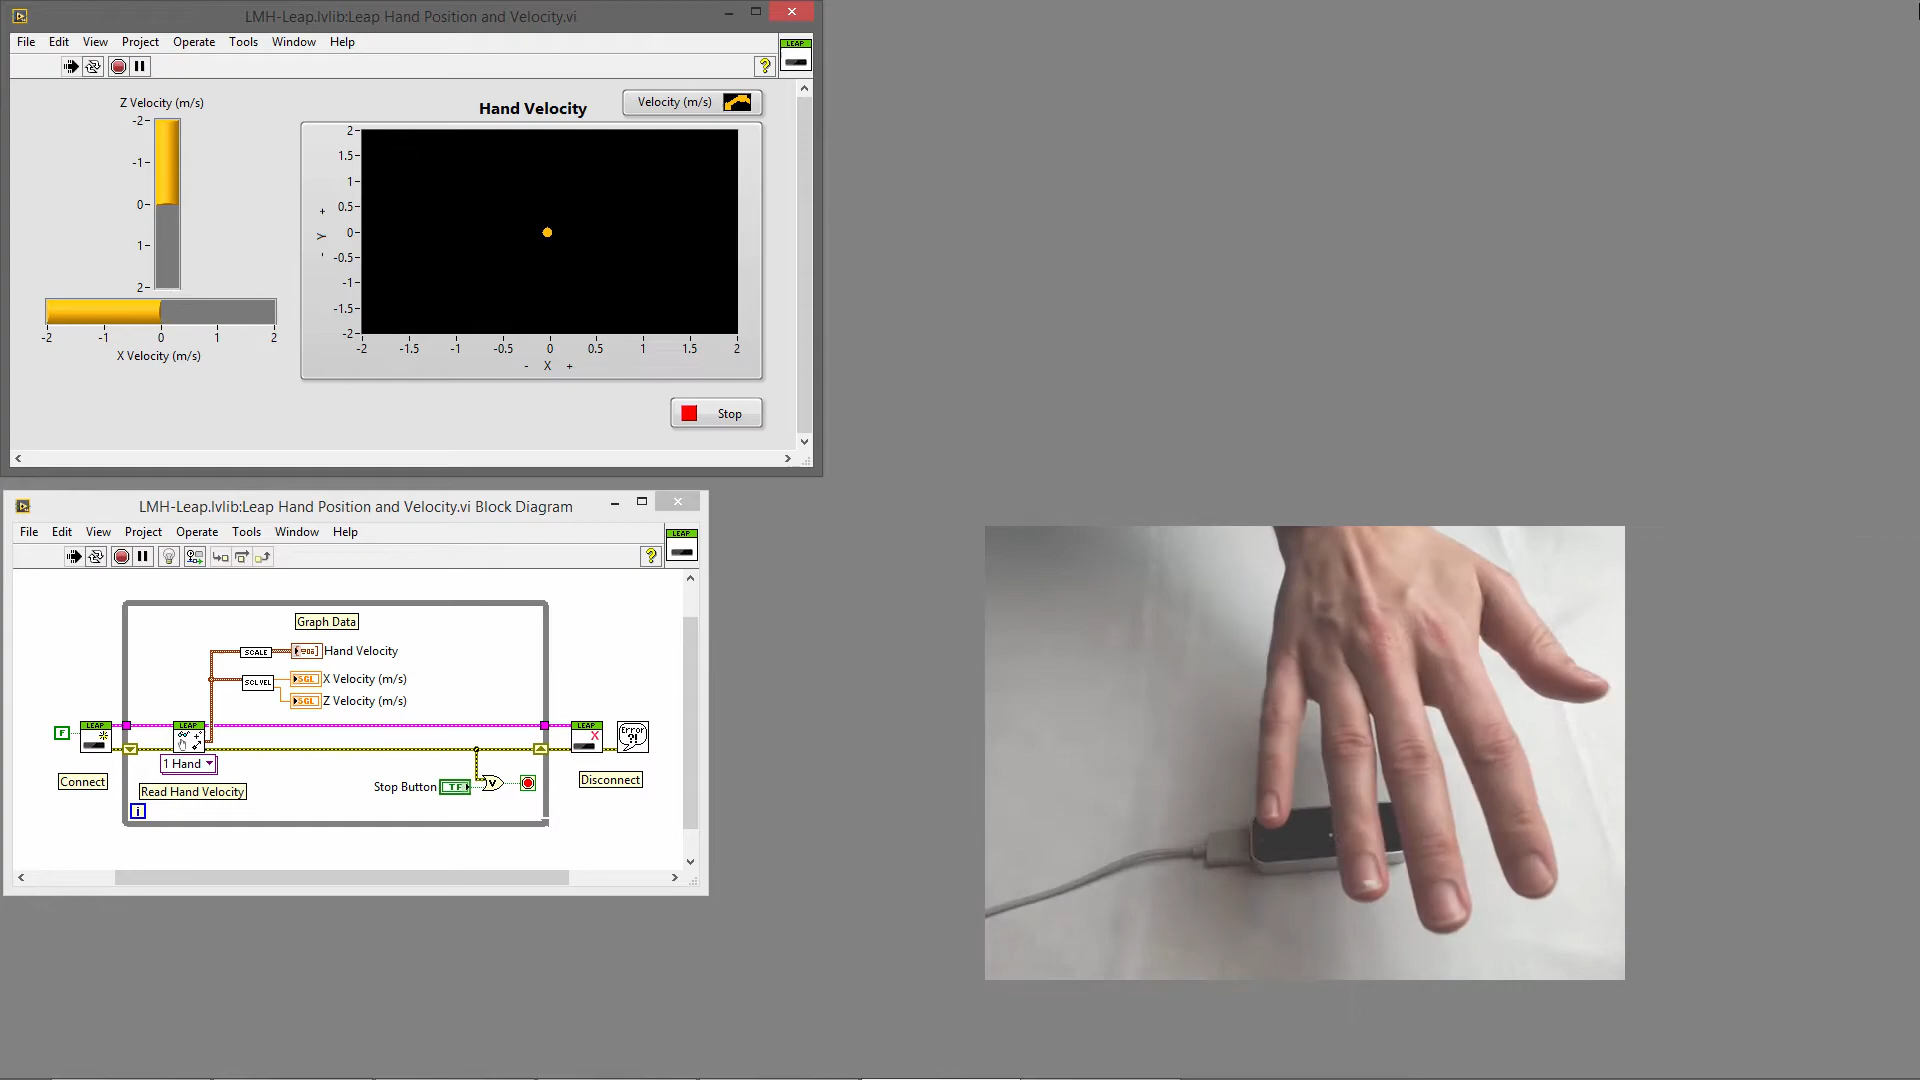 LMH-Leap.lvlib:Leap Hand Position and Velocity.vi
File Edit View Project Operate Tools Window Help
LEAP
?
Z Velocity (m/s)
-2
-1
0
1
2
-2 -1 0 1 2
X Velocity (m/s)
Hand Velocity
Velocity (m/s)
2
1.5
1
0.5
0
-0.5
-1
-1.5
-2
- Y +
-2 -1.5 -1 -0.5 0 0.5 1 1.5 2
- X +
Stop
LMH-Leap.lvlib:Leap Hand Position and Velocity.vi Block Diagram
File Edit View Project Operate Tools Window Help
LEAP
?
Graph Data
SCALE Hand Velocity
SCL VEL SGL X Velocity (m/s)
SGL Z Velocity (m/s)
F LEAP LEAP LEAP X Error ?!
1 Hand
Connect
Read Hand Velocity
Stop Button TF V
Disconnect
i